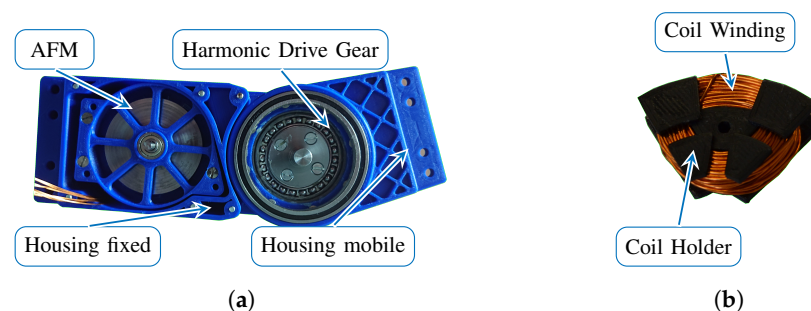 AFM
Harmonic Drive Gear
Coil Winding
Housing fixed
Housing mobile
Coil Holder
(a)
(b)